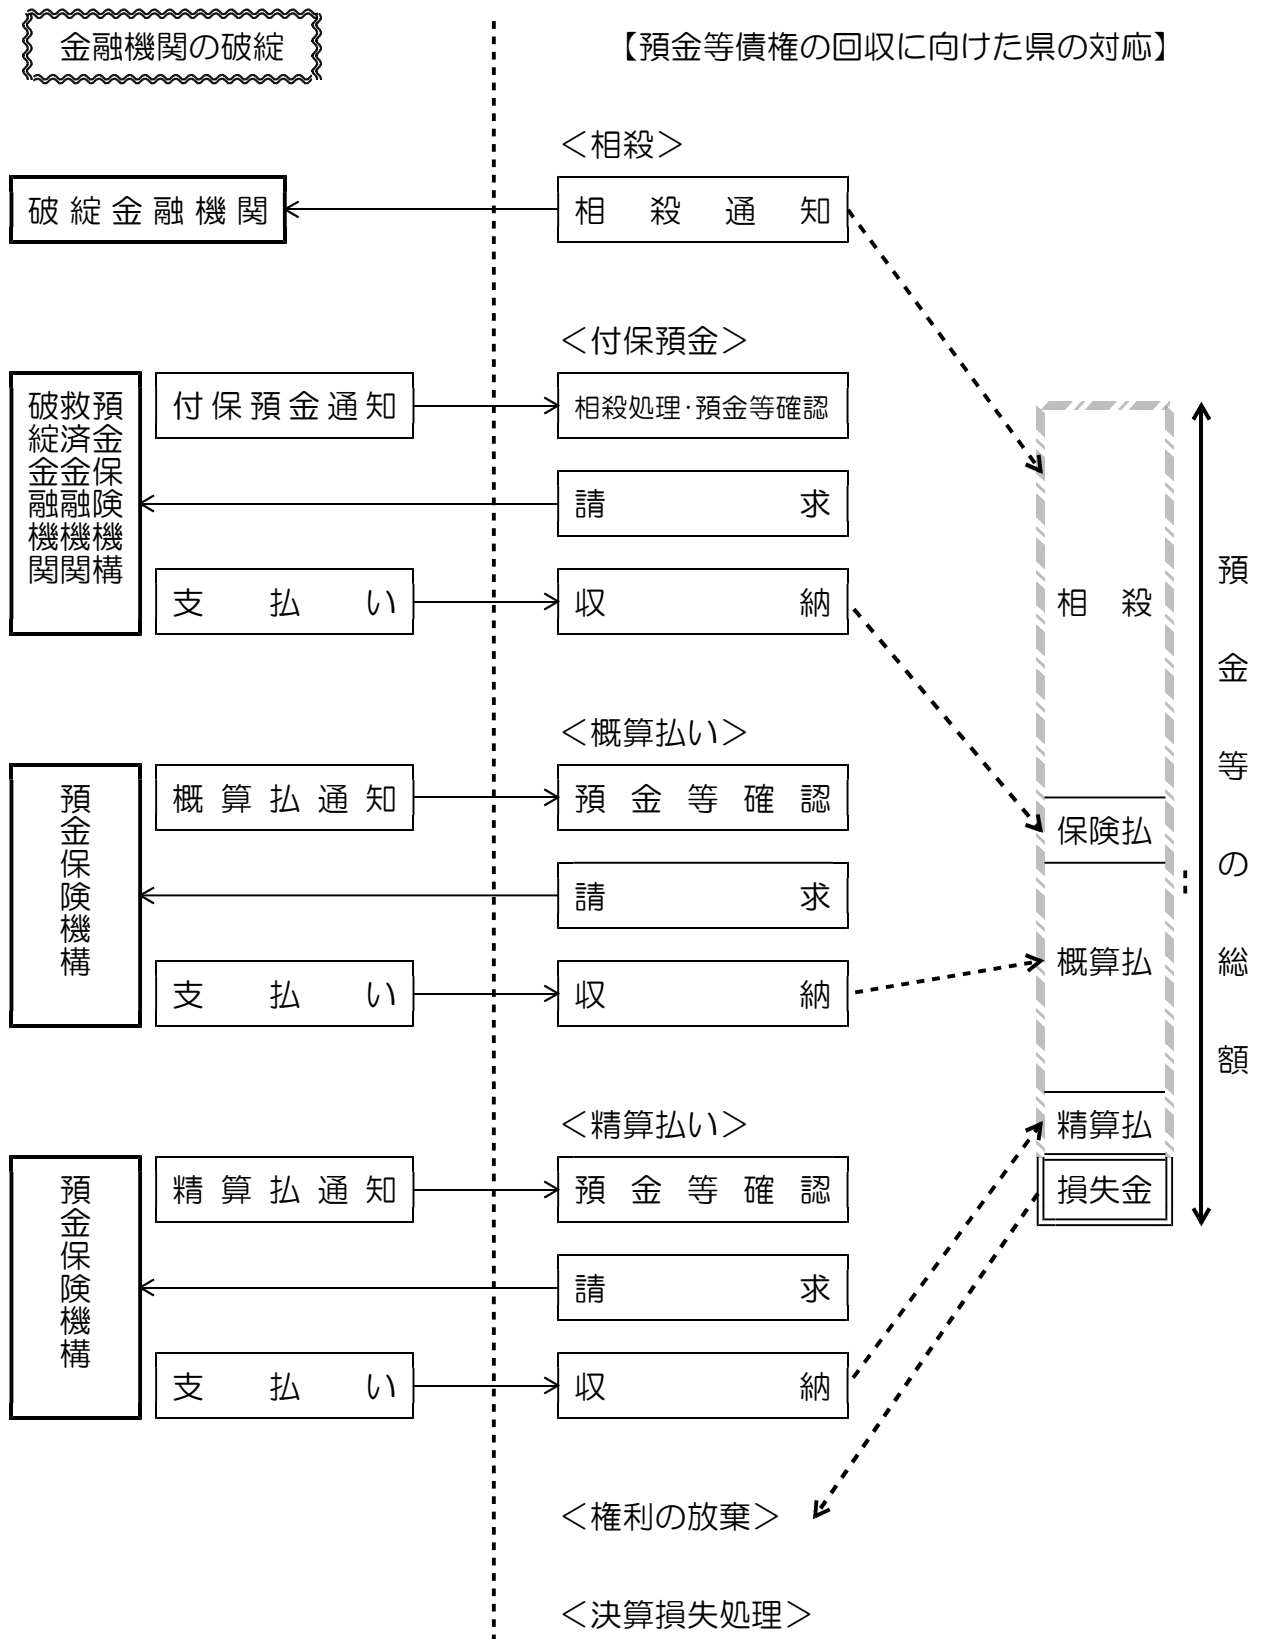 金融機関の破綻
【預金等債権の回収に向けた県の対応】
＜相殺＞
破綻金融機関
相殺通知
＜付保預金＞
預金保険機構
救済金融機関
破綻金融機関
付保預金通知
相殺処理･預金等確認
請求
支払い
収納
＜概算払い＞
預金保険機構
概算払通知
預金等確認
請求
支払い
収納
＜精算払い＞
預金保険機構
精算払通知
預金等確認
請求
支払い
収納
＜権利の放棄＞
＜決算損失処理＞
相殺
保険払
概算払
精算払
損失金
預金等の総額